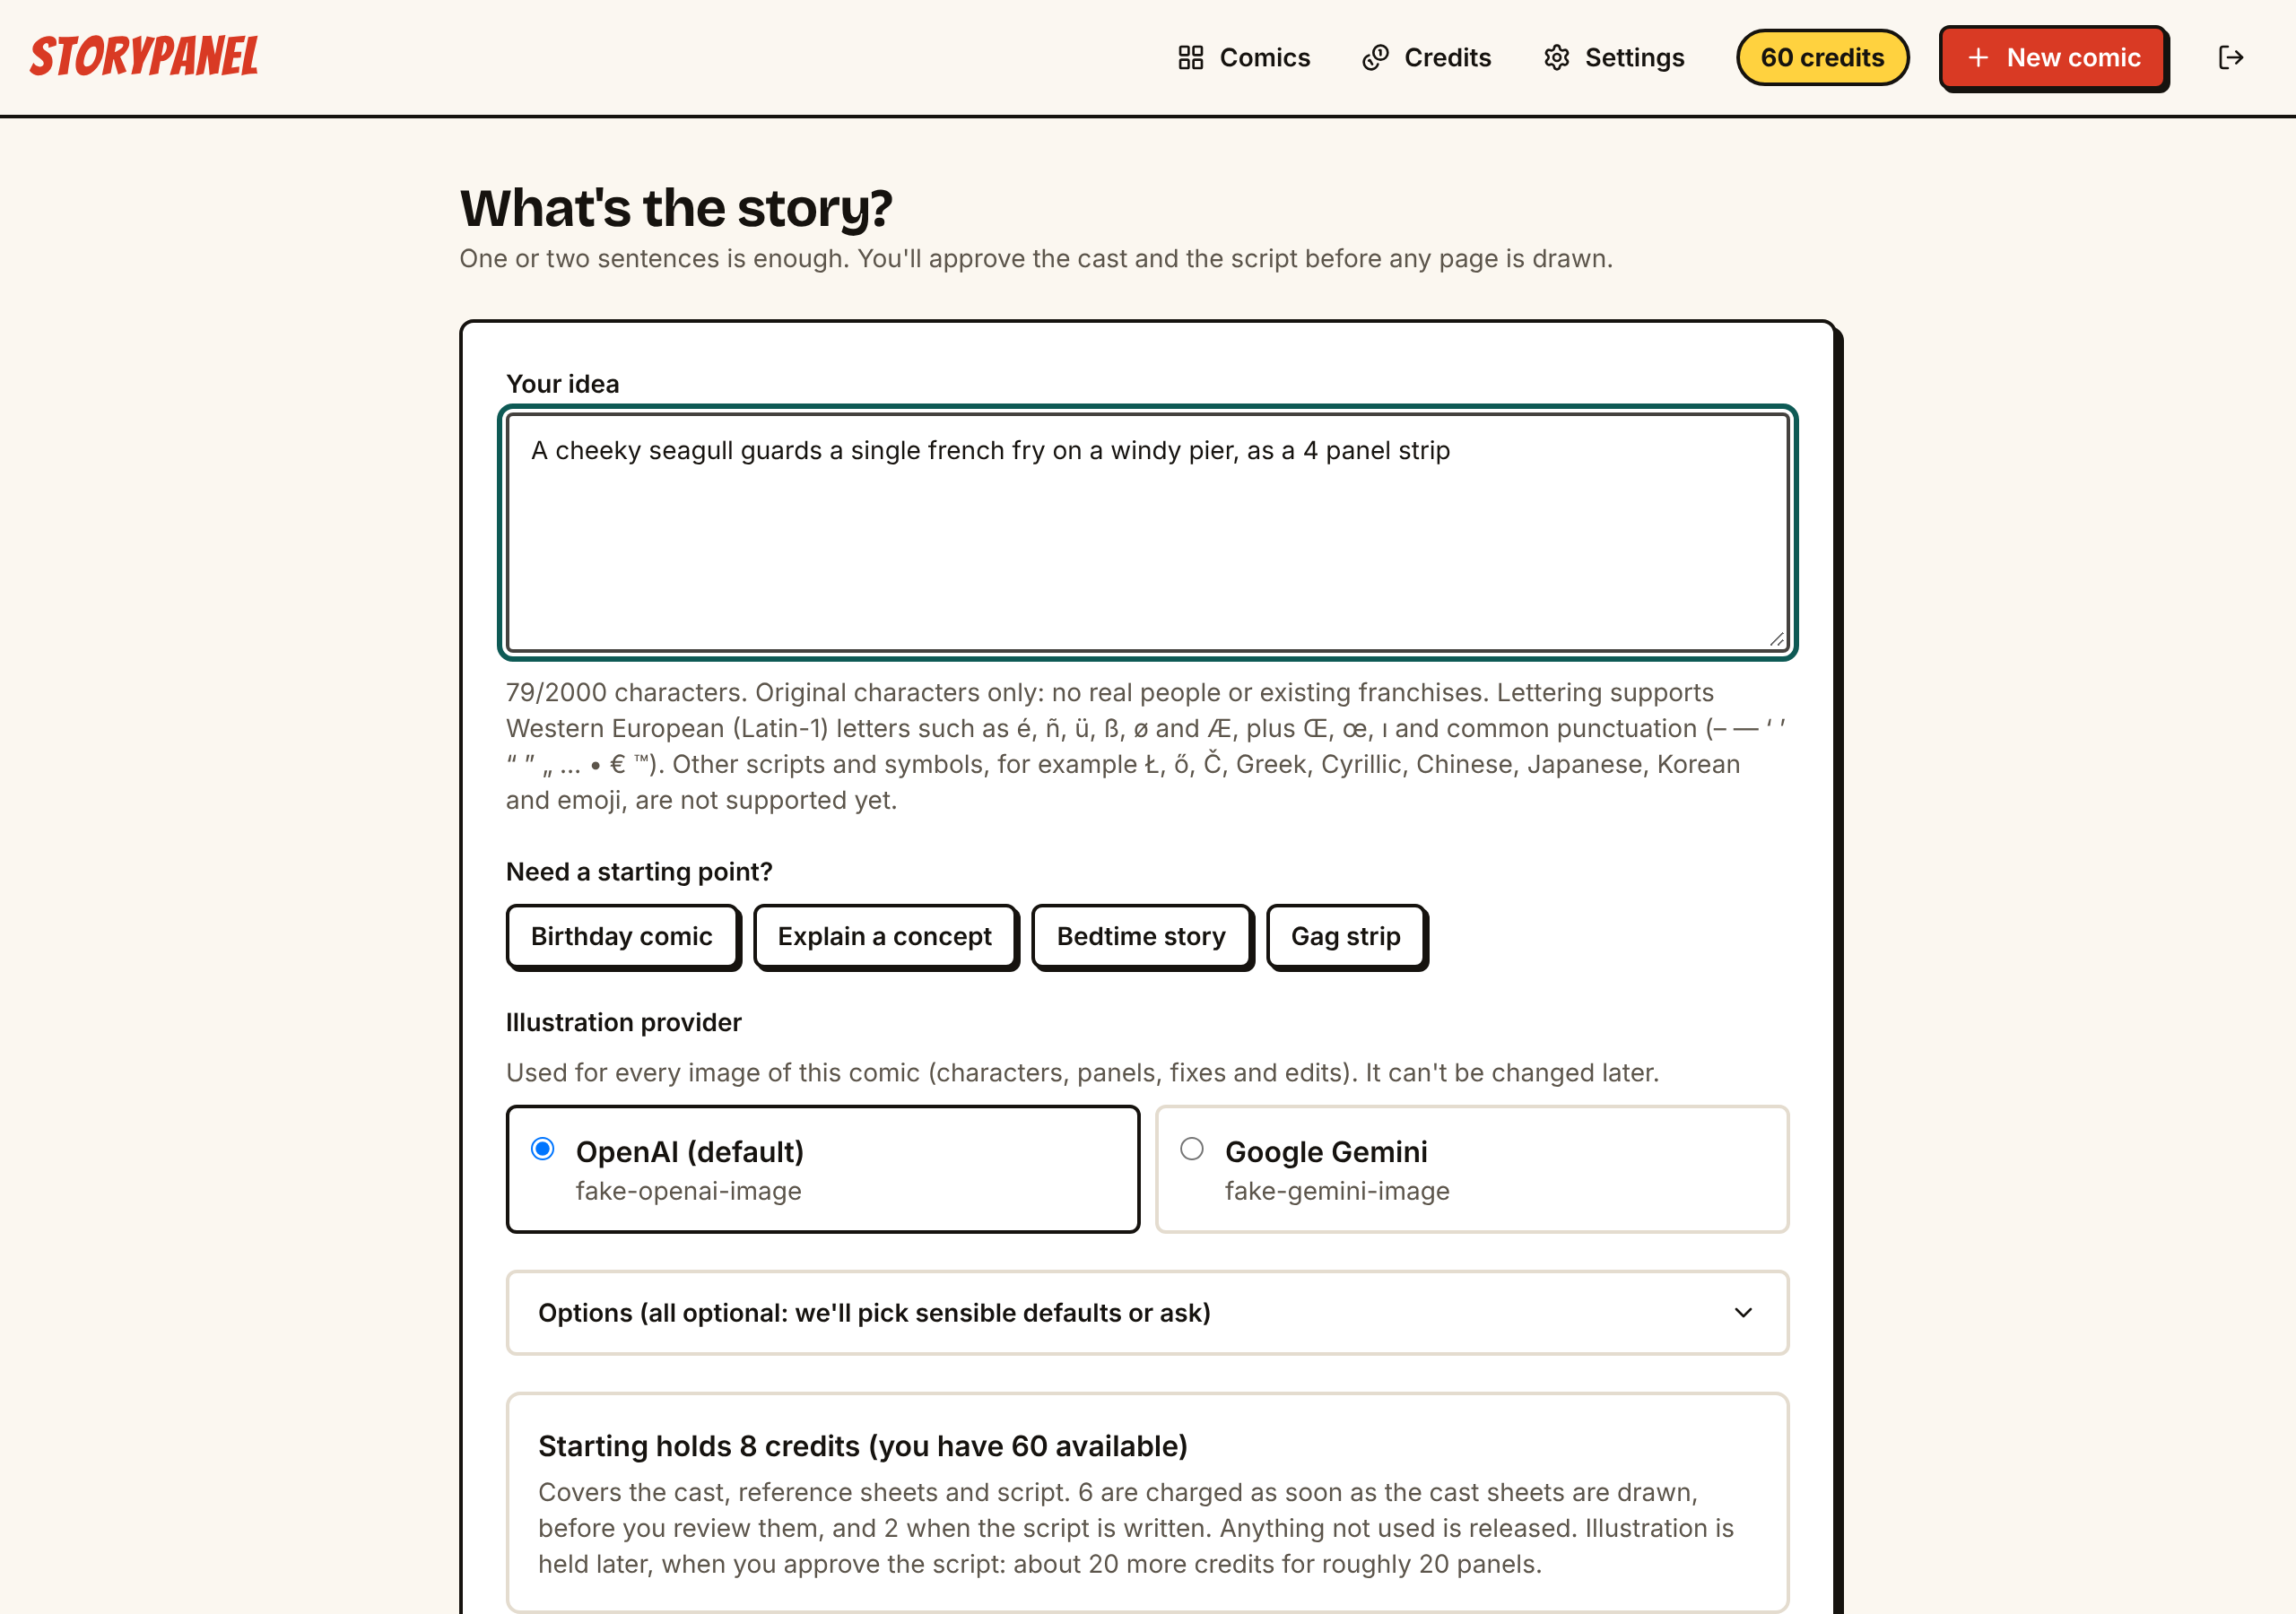 STORYPANEL
Comics
Credits
Settings
60 credits
+ New comic
What's the story?
One or two sentences is enough. You'll approve the cast and the script before any page is drawn.
Your idea
A cheeky seagull guards a single french fry on a windy pier, as a 4 panel strip
79/2000 characters. Original characters only: no real people or existing franchises. Lettering supports
Western European (Latin-1) letters such as é, ñ, ü, ß, ø and Æ, plus Œ, œ, ı and common punctuation (– — ‘ ’
“ ” „ … • € ™). Other scripts and symbols, for example Ł, ő, Č, Greek, Cyrillic, Chinese, Japanese, Korean
and emoji, are not supported yet.
Need a starting point?
Birthday comic
Explain a concept
Bedtime story
Gag strip
Illustration provider
Used for every image of this comic (characters, panels, fixes and edits). It can't be changed later.
OpenAI (default)
fake-openai-image
Google Gemini
fake-gemini-image
Options (all optional: we'll pick sensible defaults or ask)
Starting holds 8 credits (you have 60 available)
Covers the cast, reference sheets and script. 6 are charged as soon as the cast sheets are drawn,
before you review them, and 2 when the script is written. Anything not used is released. Illustration is
held later, when you approve the script: about 20 more credits for roughly 20 panels.